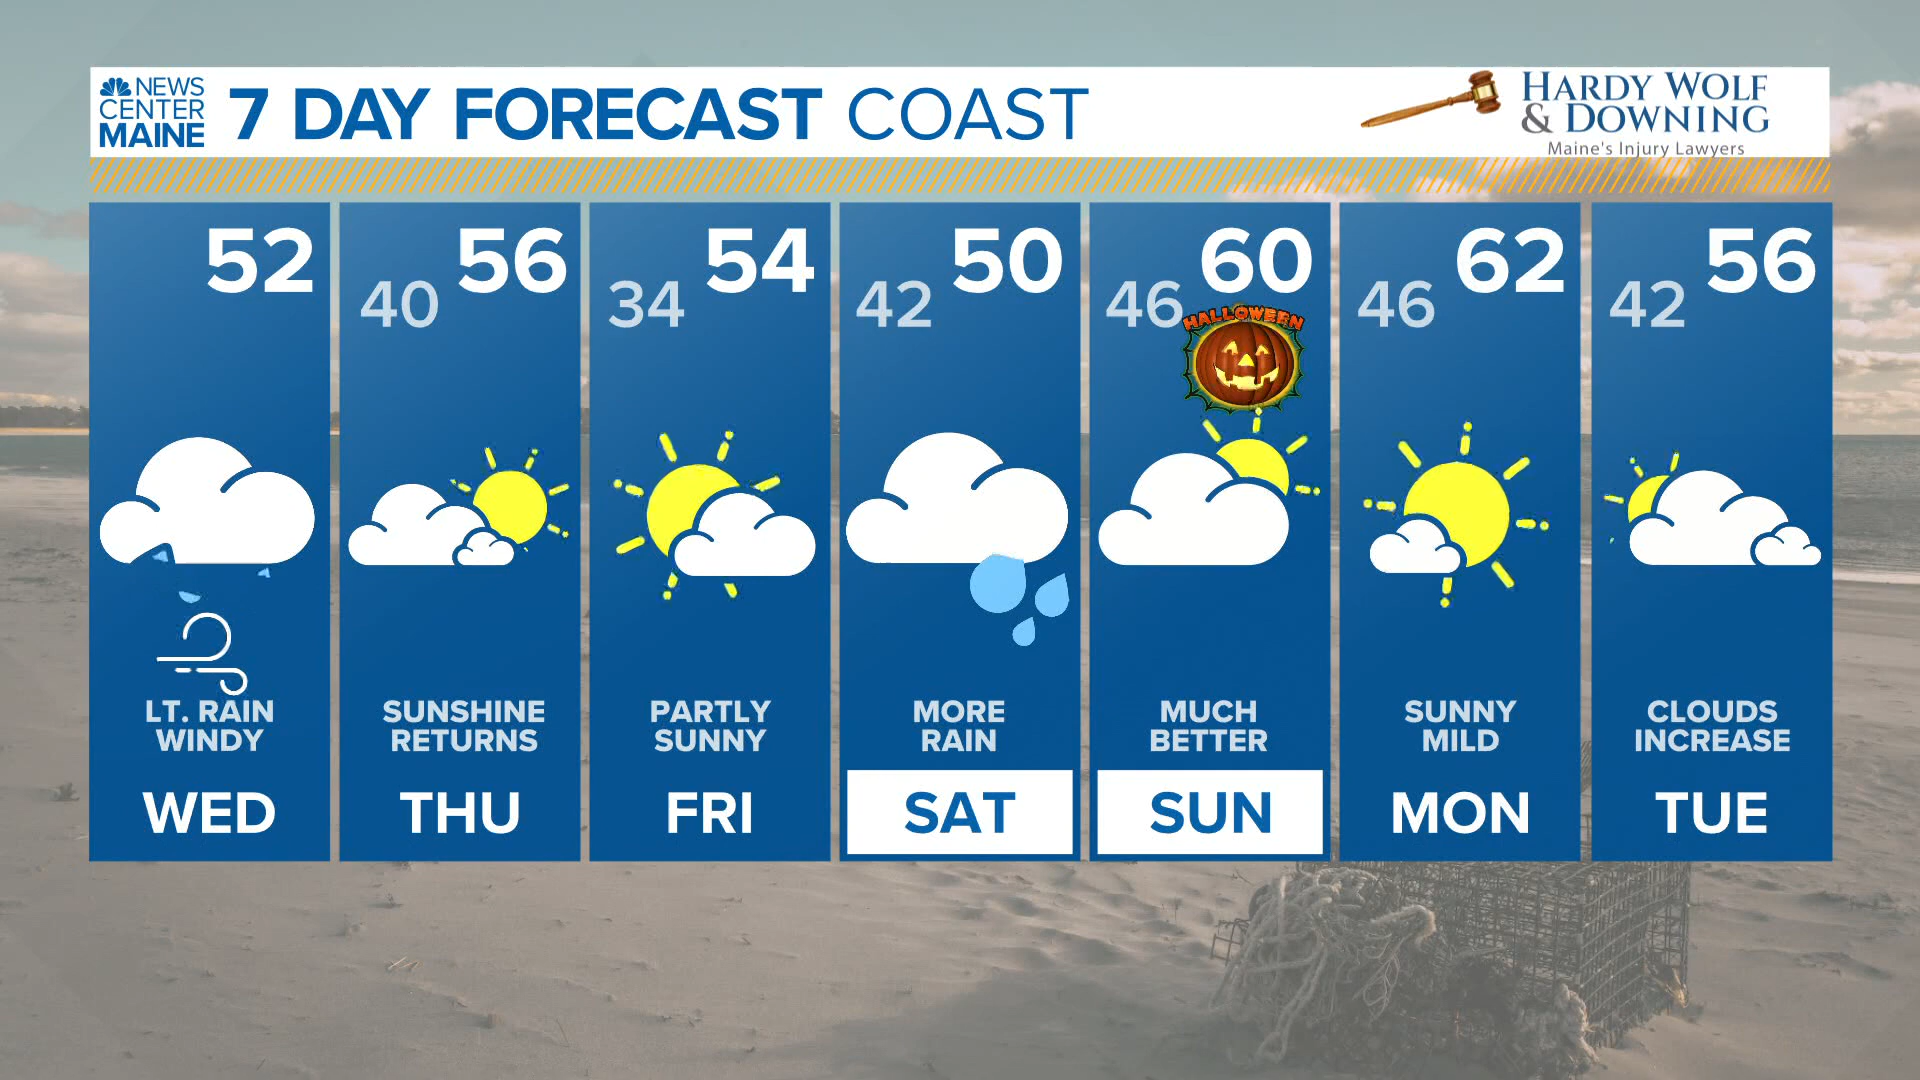 NEWS
CENTER
MAINE
7 DAY FORECAST COAST
HARDY WOLF
& DOWNING
Maine's Injury Lawyers
52
LT. RAIN
WINDY
WED
40 56
SUNSHINE
RETURNS
THU
34 54
PARTLY
SUNNY
FRI
42 50
MORE
RAIN
SAT
46 60
HALLOWEEN
MUCH
BETTER
SUN
46 62
SUNNY
MILD
MON
42 56
CLOUDS
INCREASE
TUE